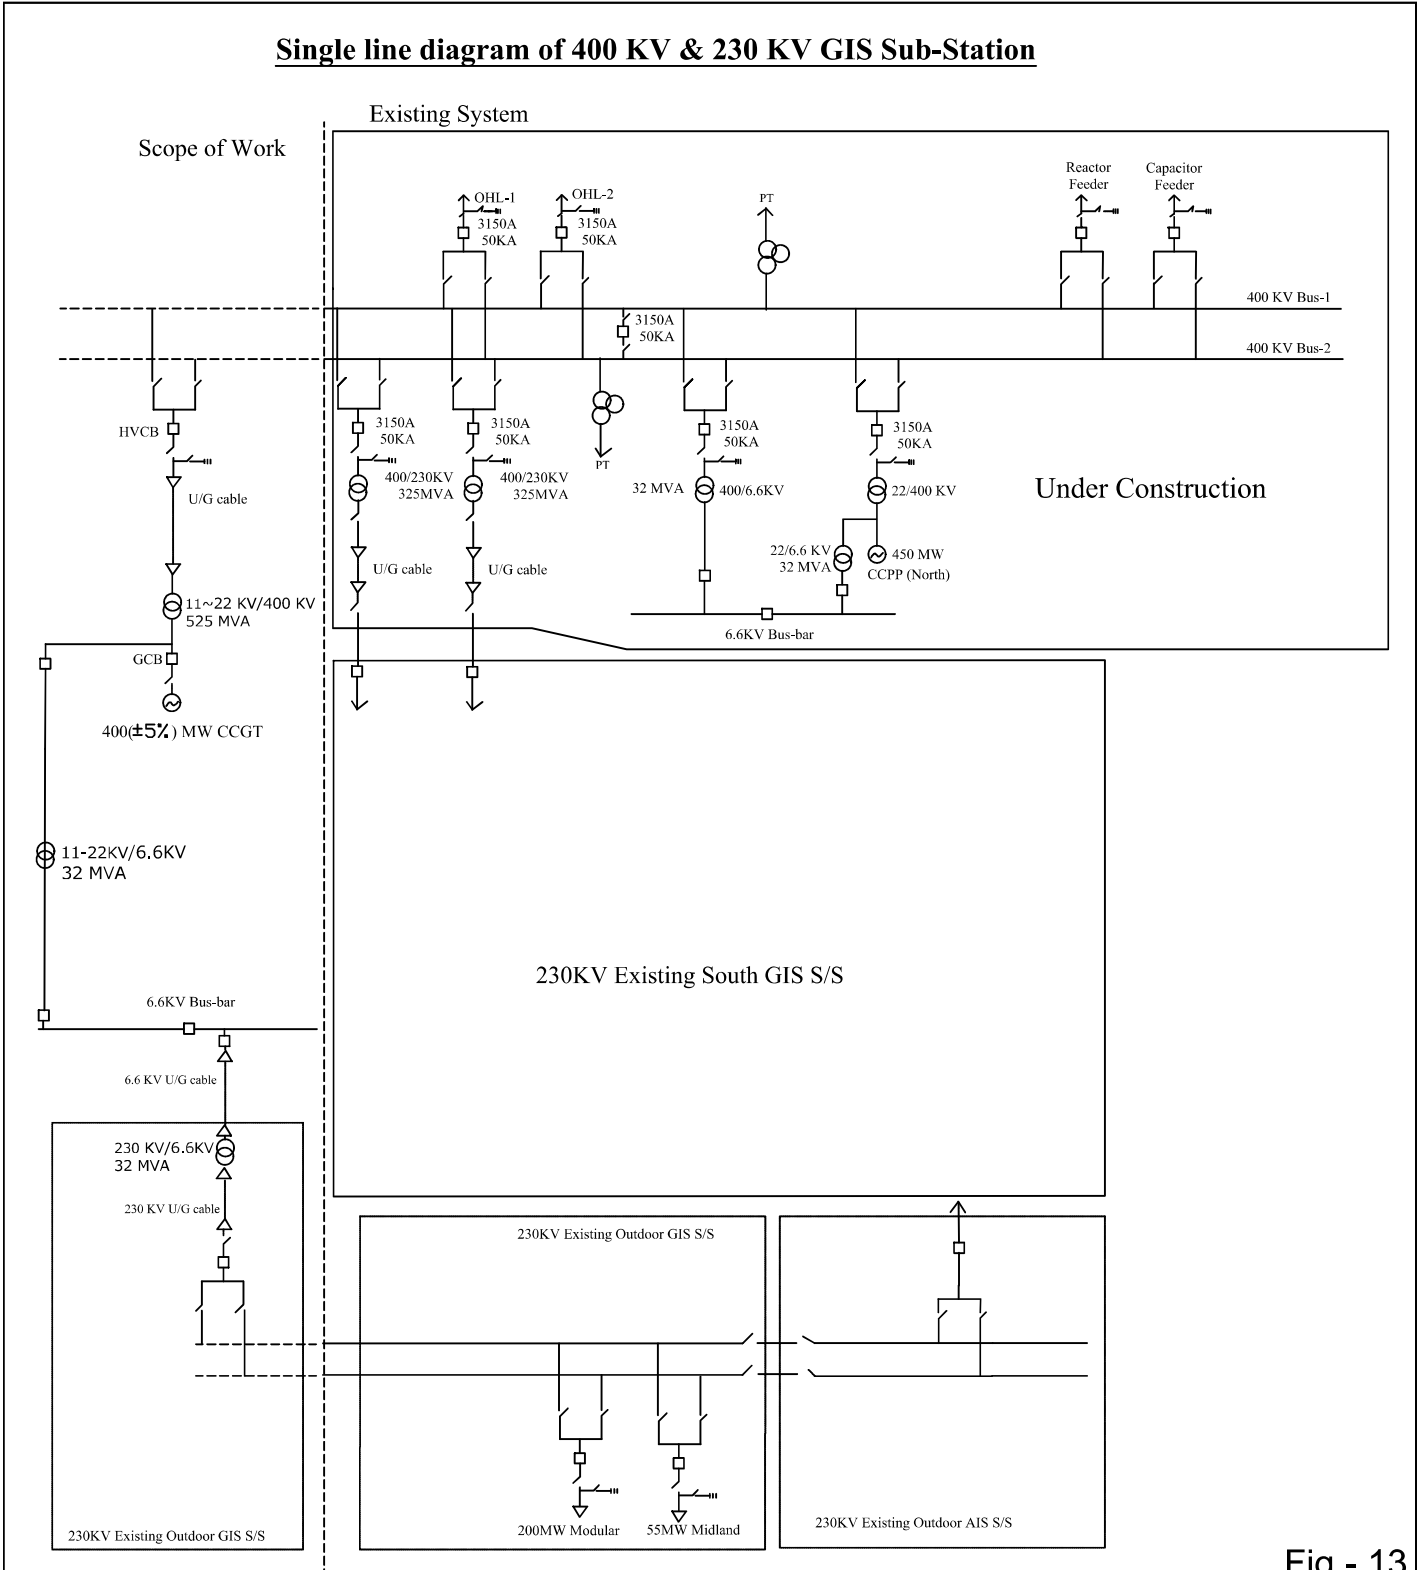 Single line diagram of 400 KV & 230 KV GIS Sub-Station
Existing System
Scope of Work
OHL-1
3150A
50KA
OHL-2
3150A
50KA
PT
Reactor
Feeder
Capacitor
Feeder
400 KV Bus-1
3150A
50KA
400 KV Bus-2
HVCB
U/G cable
11~22 KV/400 KV
525 MVA
GCB
400(±5%) MW CCGT
3150A
50KA
400/230KV
325MVA
U/G cable
3150A
50KA
400/230KV
325MVA
U/G cable
PT
3150A
50KA
32 MVA
400/6.6KV
3150A
50KA
22/400 KV
22/6.6 KV
32 MVA
450 MW
CCPP (North)
6.6KV Bus-bar
Under Construction
11-22KV/6.6KV
32 MVA
230KV Existing South GIS S/S
6.6KV Bus-bar
6.6 KV U/G cable
230 KV/6.6KV
32 MVA
230 KV U/G cable
230KV Existing Outdoor GIS S/S
230KV Existing Outdoor GIS S/S
200MW Modular
55MW Midland
230KV Existing Outdoor AIS S/S
Fig - 13